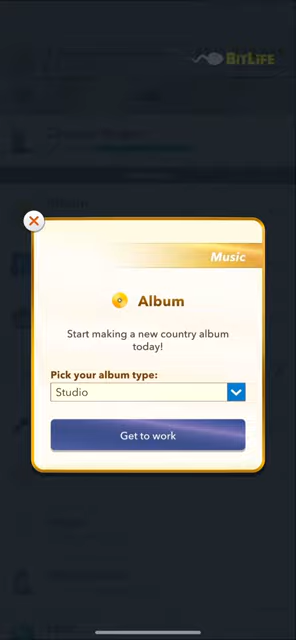 BitLife
Music
Album
Start making a new country album
today!
Pick your album type:
Studio
Get to work